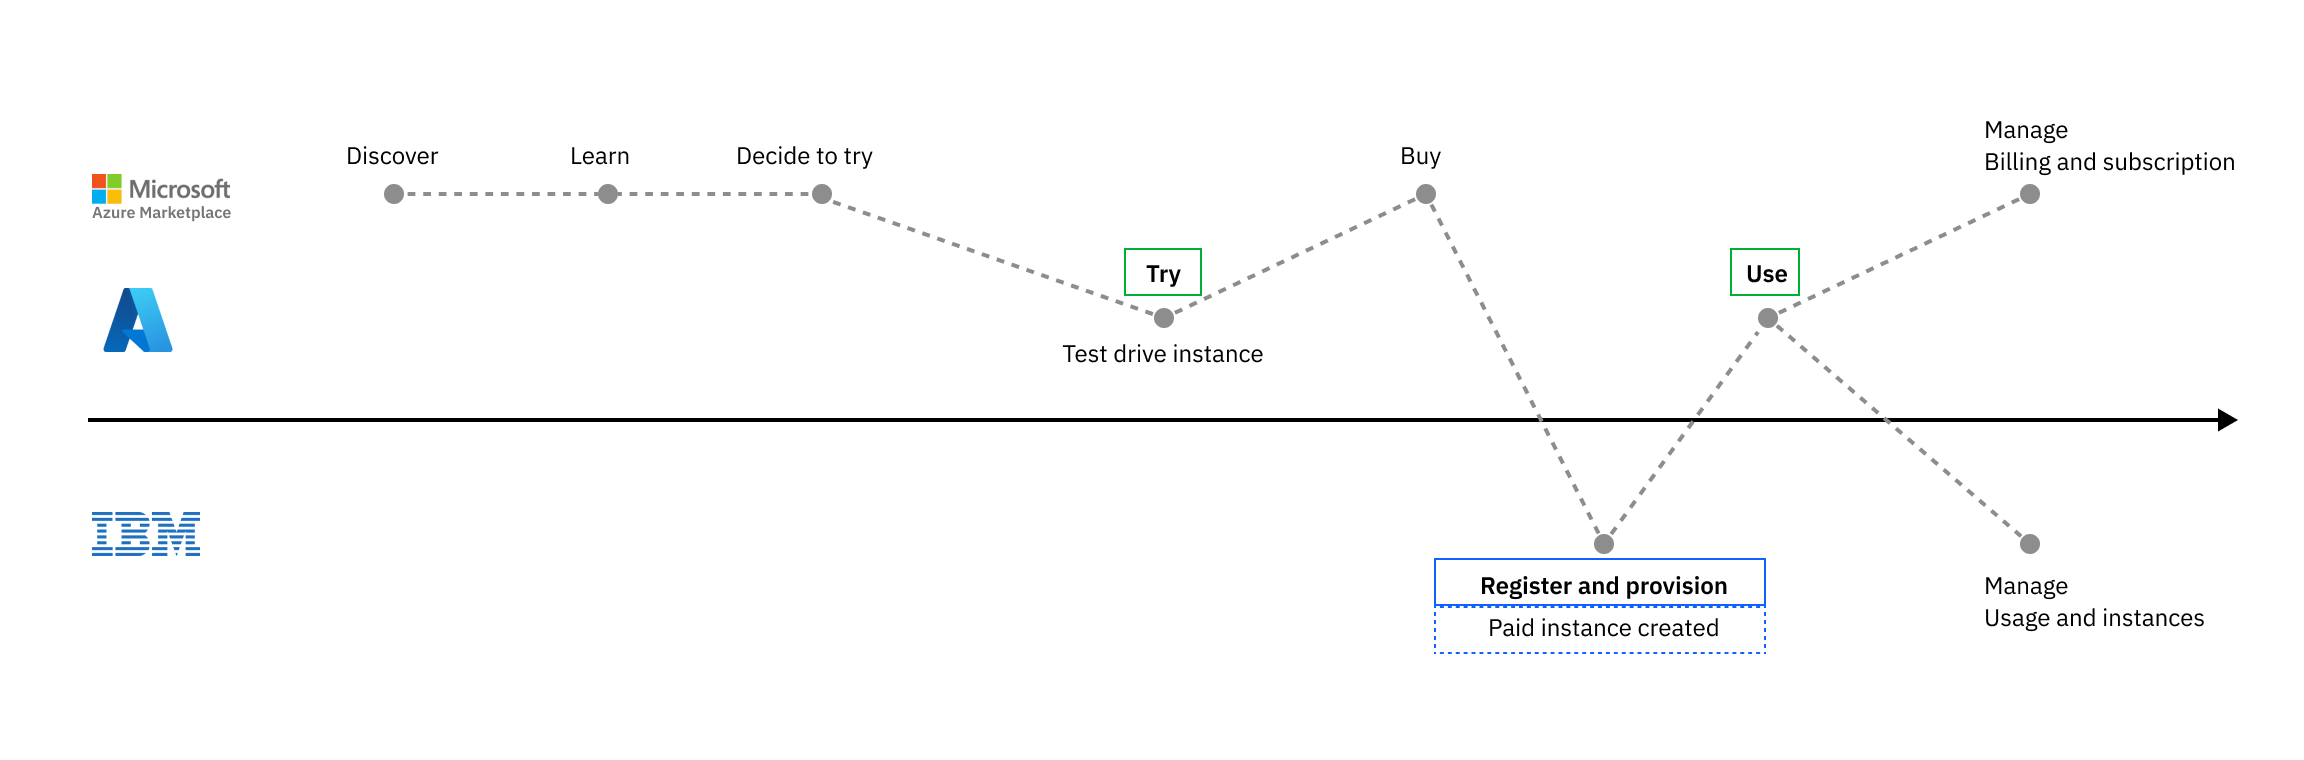 Manage
Discover
Learn
Decide to try
Buy
Billing and subscription
Microsoft
Azure Marketplace
Try
Use
Test drive instance
IBM
Register and provision
Manage
Usage and instances
Paid instance created